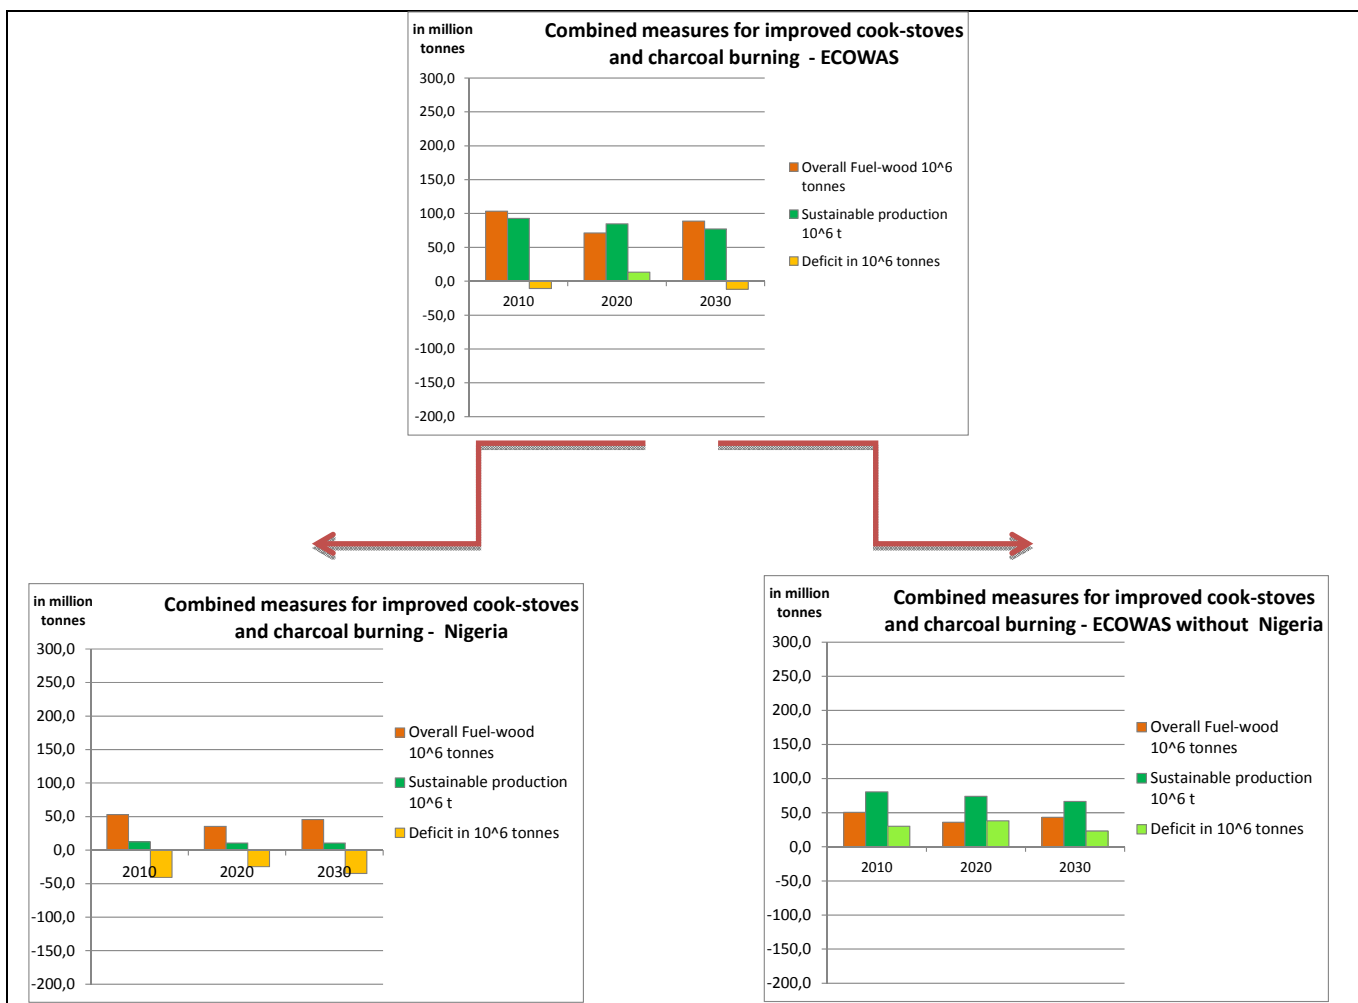 in million
tonnes
Combined measures for improved cook-stoves
and charcoal burning - ECOWAS
300,0
250,0
200,0
150,0
100,0
50,0
0,0
-50,0
-100,0
-150,0
-200,0
2010
2020
2030
Overall Fuel-wood 10^6
tonnes
Sustainable production
10^6 t
Deficit in 10^6 tonnes
in million
tonnes
Combined measures for improved cook-stoves
and charcoal burning - Nigeria
300,0
250,0
200,0
150,0
100,0
50,0
0,0
-50,0
-100,0
-150,0
-200,0
2010
2020
2030
Overall Fuel-wood
10^6 tonnes
Sustainable production
10^6 t
Deficit in 10^6 tonnes
in million
tonnes
Combined measures for improved cook-stoves
and charcoal burning - ECOWAS without Nigeria
300,0
250,0
200,0
150,0
100,0
50,0
0,0
-50,0
-100,0
-150,0
-200,0
2010
2020
2030
Overall Fuel-wood
10^6 tonnes
Sustainable production
10^6 t
Deficit in 10^6 tonnes